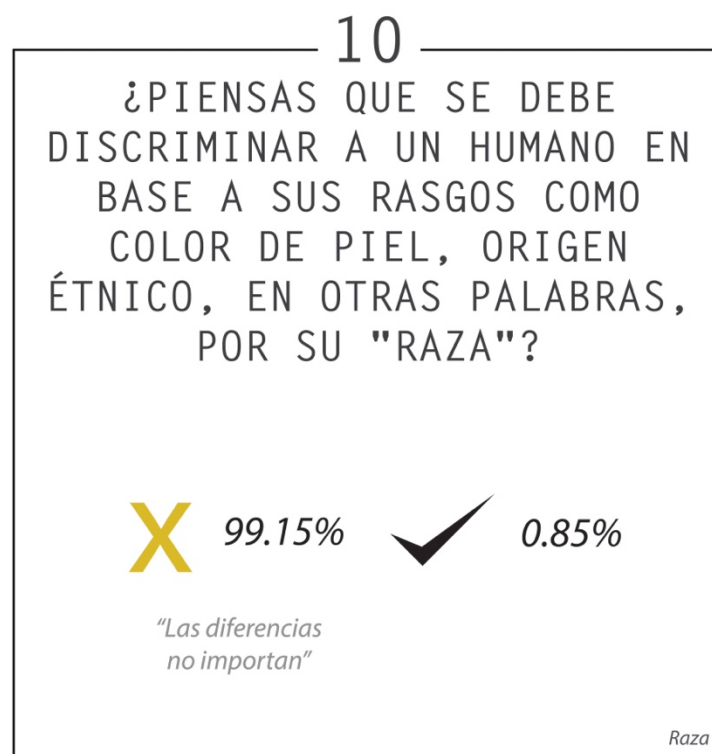 10
¿PIENSAS QUE SE DEBE
DISCRIMINAR A UN HUMANO EN
BASE A SUS RASGOS COMO
COLOR DE PIEL, ORIGEN
ÉTNICO, EN OTRAS PALABRAS,
POR SU "RAZA"?
X 99.15% ✓ 0.85%
“Las diferencias
no importan”
Raza